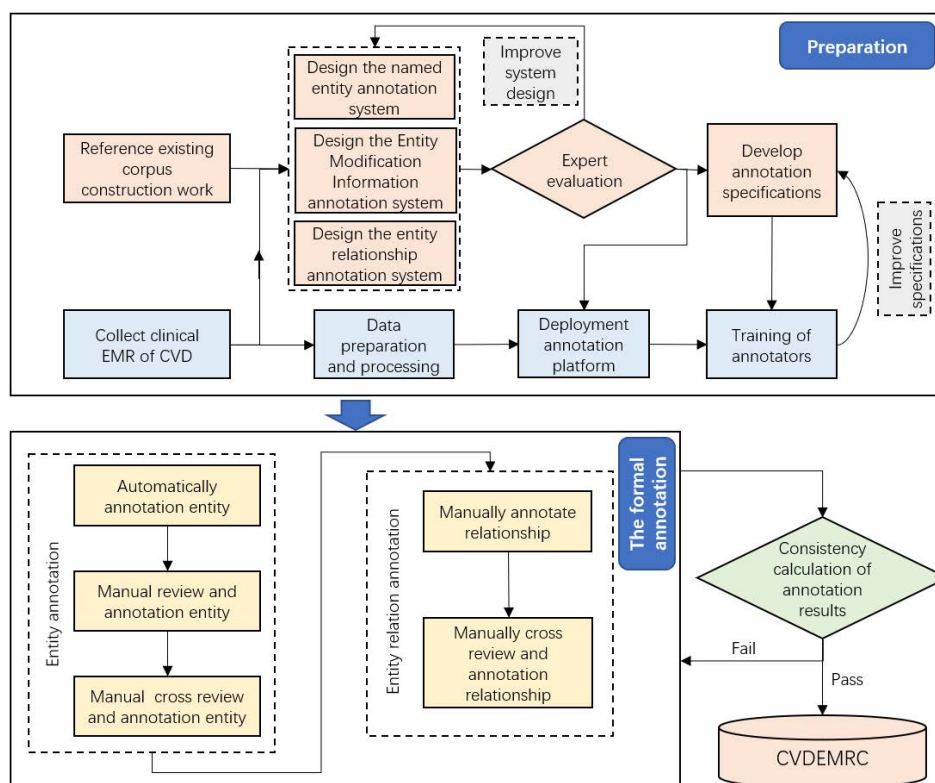 Preparation
Improve
system
design
Design the named
entity annotation
system
Reference existing
corpus
construction work
Design the Entity
Modification
Information
annotation system
Expert
evaluation
Develop
annotation
specifications
Design the entity
relationship
annotation system
Improve
specifications
Collect clinical
EMR of CVD
Data
preparation
and processing
Deployment
annotation
platform
Training of
annotators
The formal
annotation
Entity annotation
Automatically
annotation entity
Manual review and
annotation entity
Manual cross review
and annotation entity
Entity relation annotation
Manually annotate
relationship
Manually cross
review and
annotation
relationship
Consistency
calculation of
annotation
results
Fail
Pass
CVDEMRC